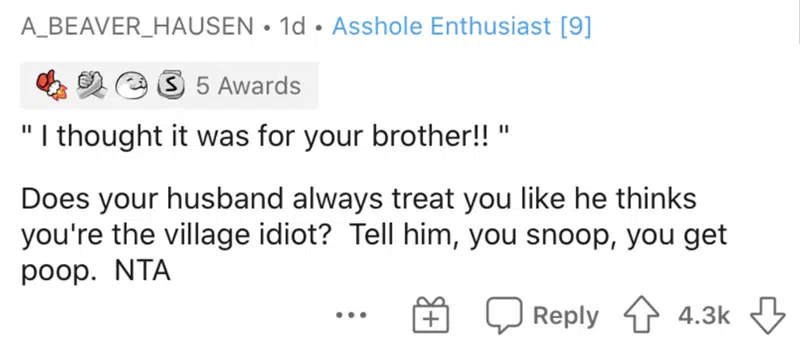 A_BEAVER_HAUSEN • 1d • Asshole Enthusiast [9]
5 Awards
" I thought it was for your brother!! "
Does your husband always treat you like he thinks
you're the village idiot?  Tell him, you snoop, you get
poop.  NTA
Reply 4.3k